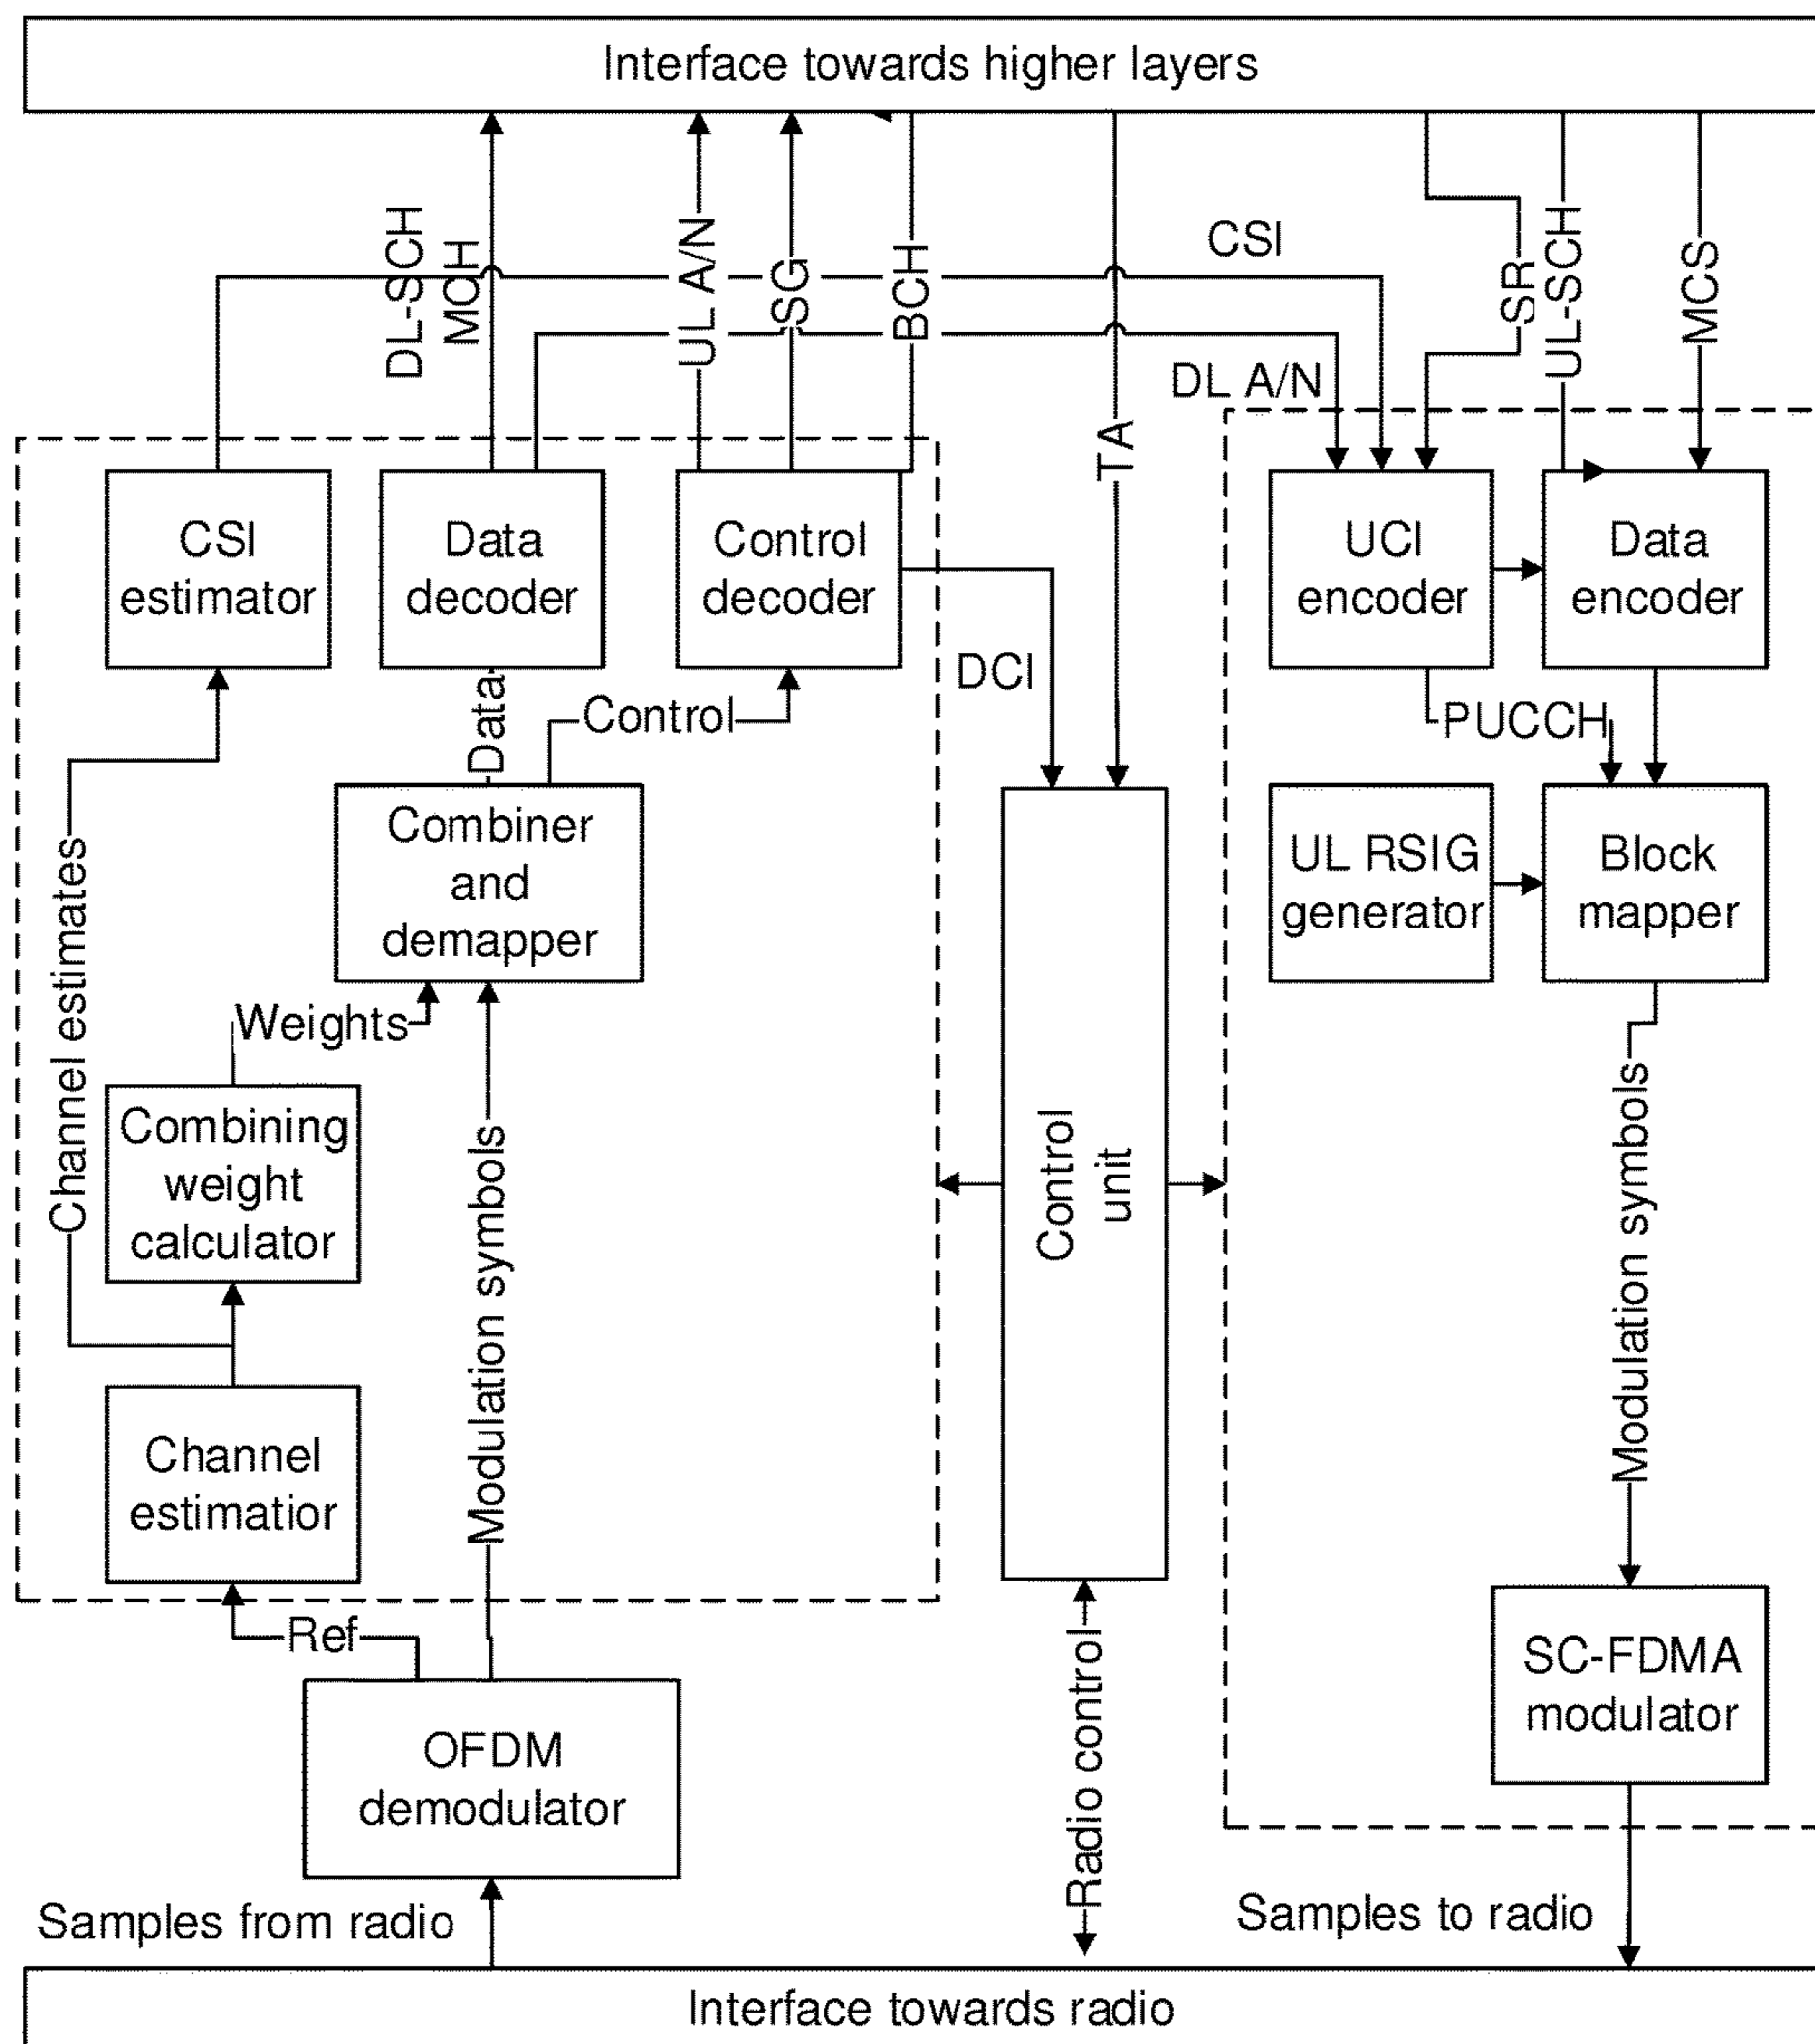 Interface towards higher layers
DL-SCH
MCH
UL A/N
SG
BCH
CSI
SR
UL-SCH
MCS
DL A/N
TA
CSI
estimator
Data
decoder
Control
decoder
UCI
encoder
Data
encoder
DCI
Data
Control
PUCCH
Combiner
and
demapper
UL RSIG
generator
Block
mapper
Channel estimates
Weights
Combining
weight
calculator
Modulation symbols
Control
unit
Modulation symbols
Channel
estimatior
Ref
OFDM
demodulator
Radio control
SC-FDMA
modulator
Samples from radio
Samples to radio
Interface towards radio